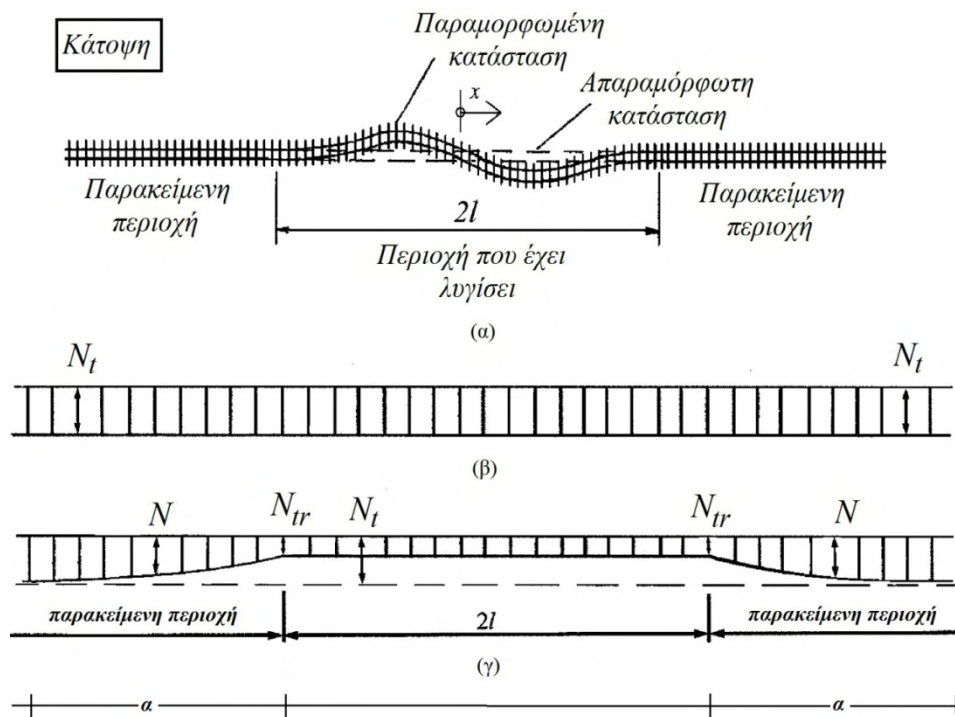 Κάτοψη
Παραμορφωμένη
κατάσταση
Απαραμόρφωτη
κατάσταση
x
Παρακείμενη
περιοχή
2l
Περιοχή που έχει
λυγίσει
Παρακείμενη
περιοχή
(α)
N_t
N_t
(β)
N
N_tr
N_t
N_tr
N
παρακείμενη περιοχή
2l
παρακείμενη περιοχή
(γ)
α
α